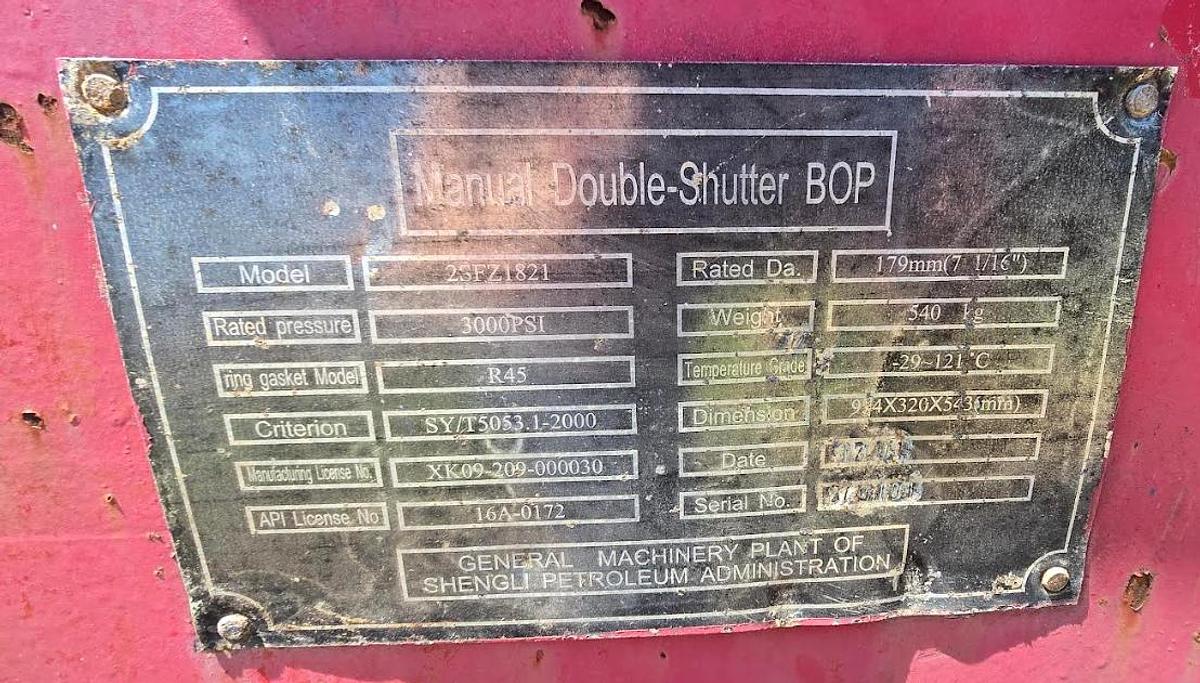 Manual Double-Shutter BOP
Model 2SFZ1821 Rated Da. 179mm(7 1/16")
Rated pressure 3000PSI Weight 540 kg
ring gasket Model R45 Temperature Grade -29~121°C
Criterion SY/T5053.1-2000 Dimension
Manufacturing License No. XK09-209-000030 Date
API License No 16A-0172 Serial No.
GENERAL MACHINERY PLANT OF
SHENGLI PETROLEUM ADMINISTRATION